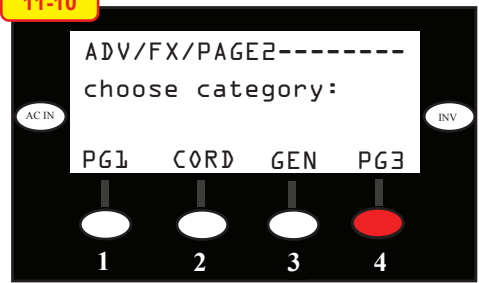 11-10
ADV/FX/PAGE2--------
choose category:
AC IN
INV
PG1 CORD GEN PG3
1 2 3 4